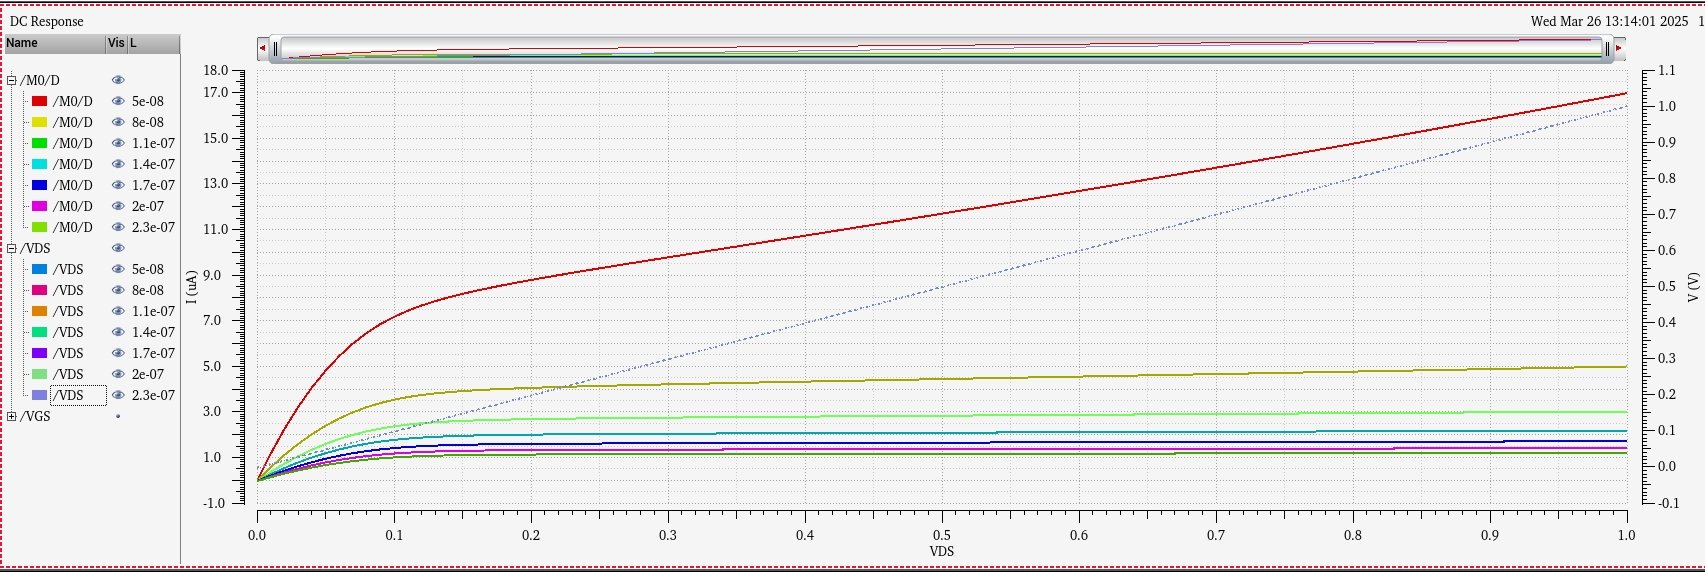 DC Response
Wed Mar 26 13:14:01 2025 1
Name Vis L
/M0/D
/M0/D 5e-08
/M0/D 8e-08
/M0/D 1.1e-07
/M0/D 1.4e-07
/M0/D 1.7e-07
/M0/D 2e-07
/M0/D 2.3e-07
/VDS
/VDS 5e-08
/VDS 8e-08
/VDS 1.1e-07
/VDS 1.4e-07
/VDS 1.7e-07
/VDS 2e-07
/VDS 2.3e-07
/VGS
I (uA)
18.0
17.0
15.0
13.0
11.0
9.0
7.0
5.0
3.0
1.0
-1.0
0.0 0.1 0.2 0.3 0.4 0.5 0.6 0.7 0.8 0.9 1.0
VDS
1.1
1.0
0.9
0.8
0.7
0.6
0.5
0.4
0.3
0.2
0.1
0.0
-0.1
V (V)